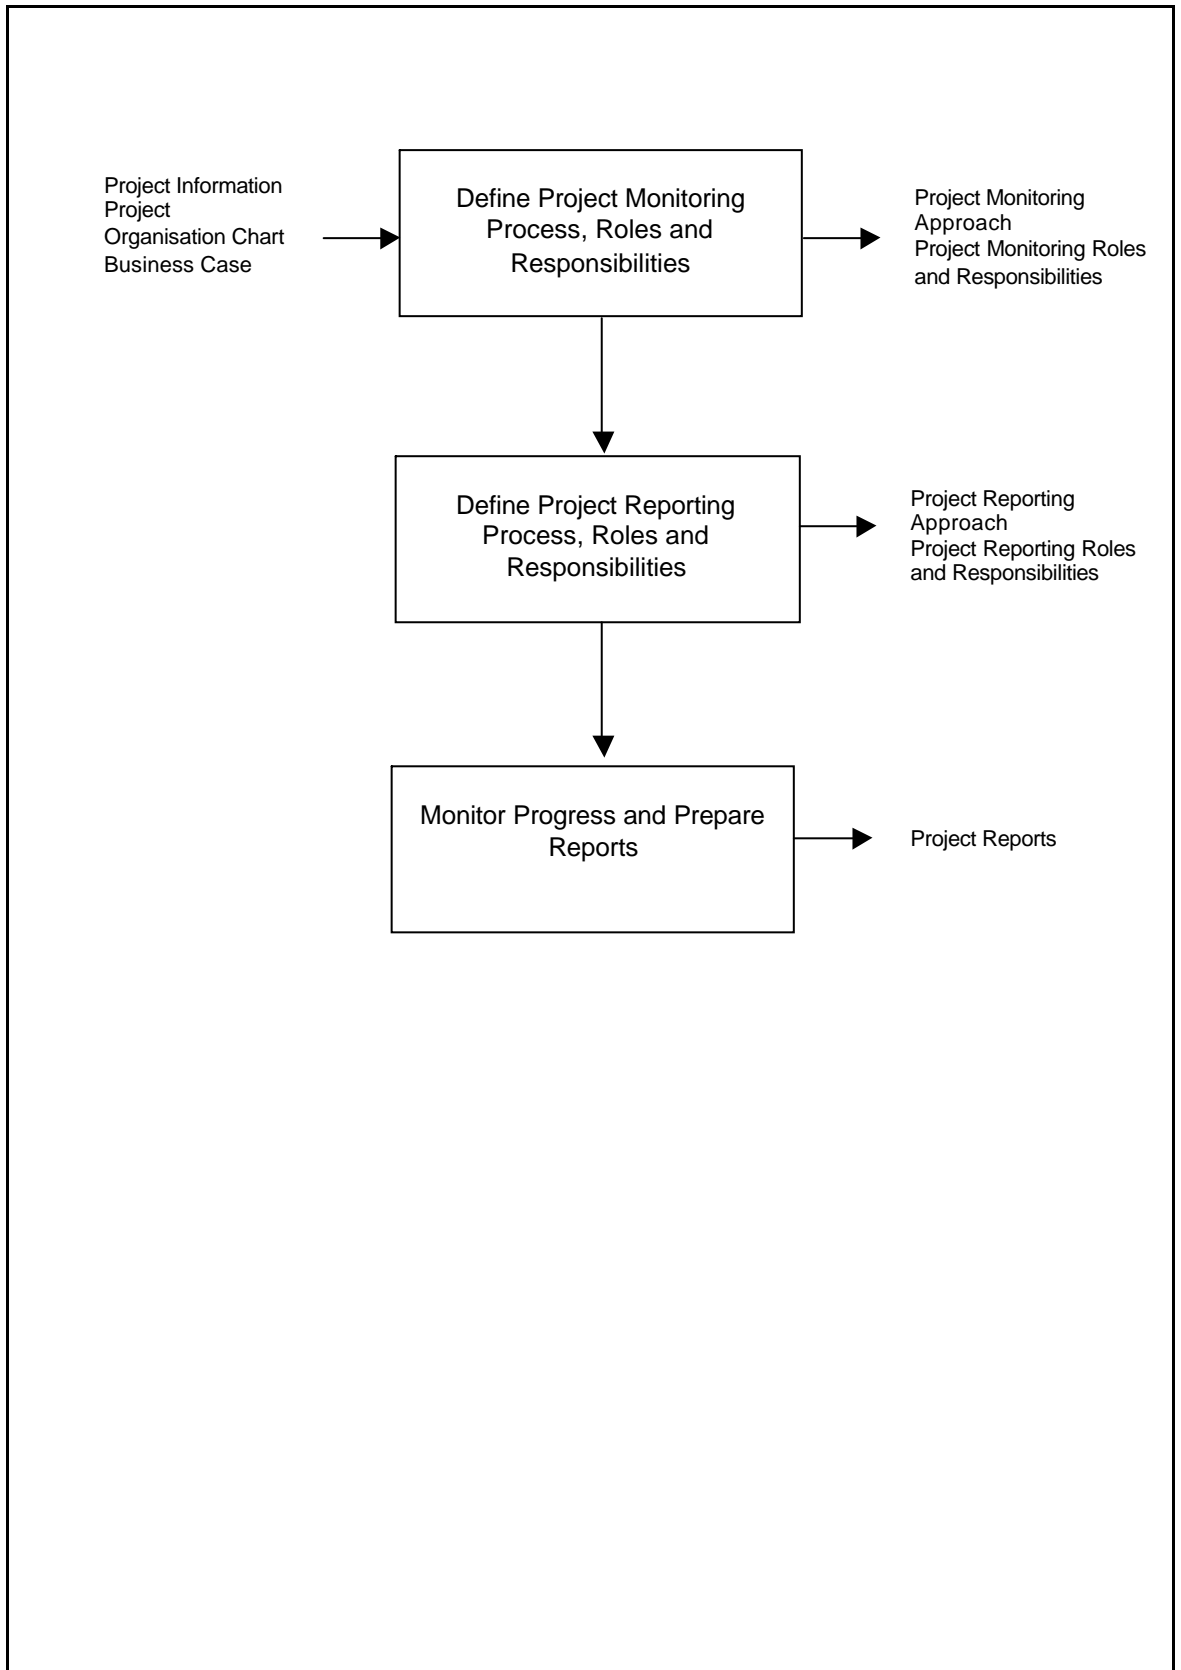 Project Information
Project
Organisation Chart
Business Case
Define Project Monitoring
Process, Roles and
Responsibilities
Project Monitoring
Approach
Project Monitoring Roles
and Responsibilities
Define Project Reporting
Process, Roles and
Responsibilities
Project Reporting
Approach
Project Reporting Roles
and Responsibilities
Monitor Progress and Prepare
Reports
Project Reports